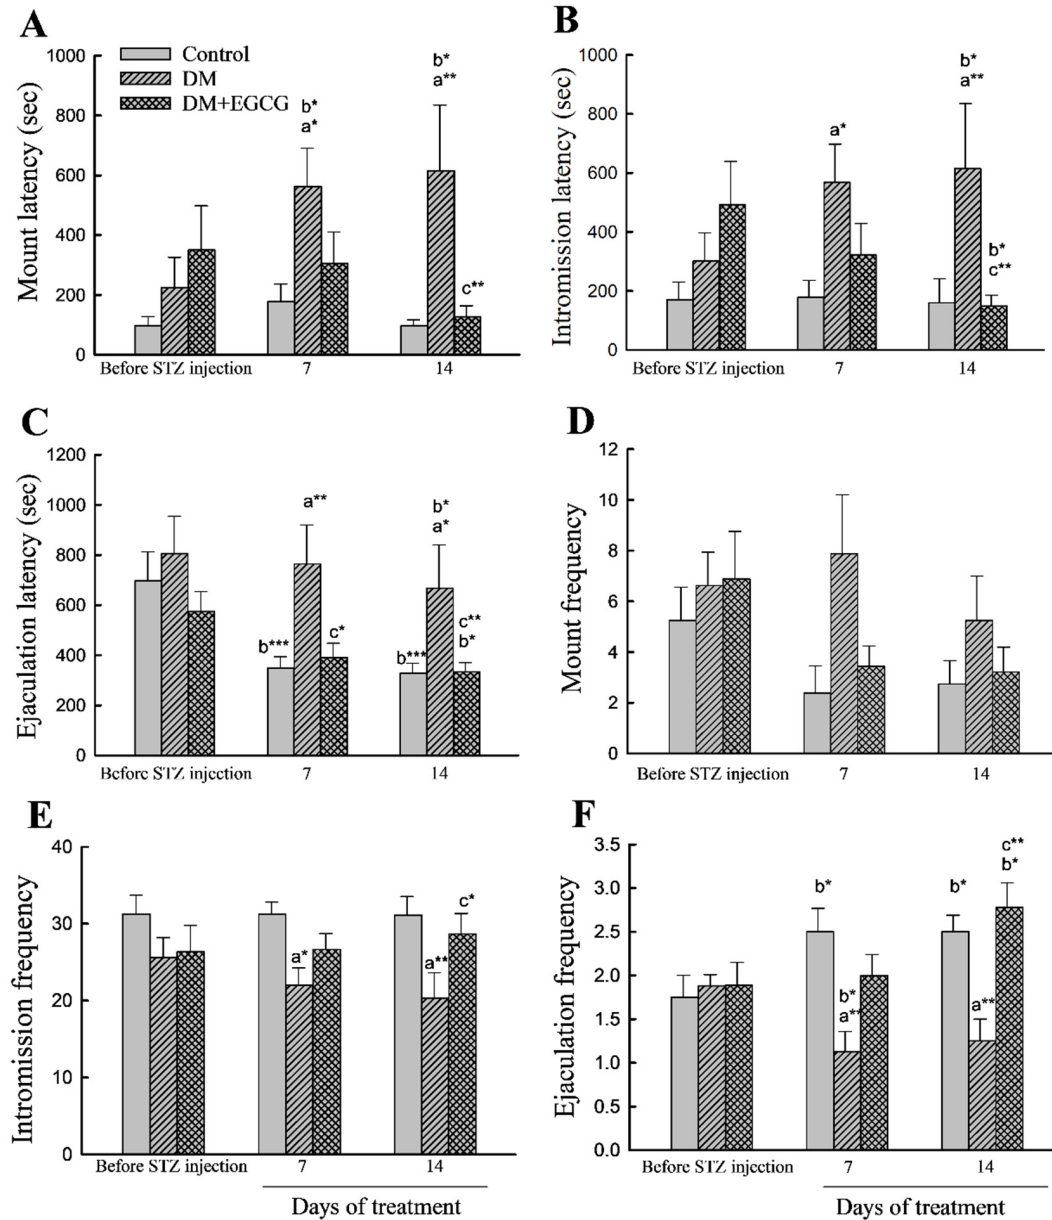 A
Mount latency (sec)
1000
800
600
400
200
0
Control
DM
DM+EGCG
b*
a*
b*
a**
c**
Before STZ injection
7
14
B
Intromission latency (sec)
1000
800
600
400
200
0
a*
b*
a**
b*
c**
Before STZ injection
7
14
C
Ejaculation latency (sec)
1200
1000
800
600
400
200
0
b***
a**
c*
b***
b*
a*
c**
b*
Before STZ injection
7
14
D
Mount frequency
12
10
8
6
4
2
0
Before STZ injection
7
14
E
Intromission frequency
40
30
20
10
0
a*
a**
c*
Before STZ injection
7
14
Days of treatment
F
Ejaculation frequency
3.5
3.0
2.5
2.0
1.5
1.0
0.5
0.0
b*
b*
a**
b*
a**
c**
b*
Before STZ injection
7
14
Days of treatment